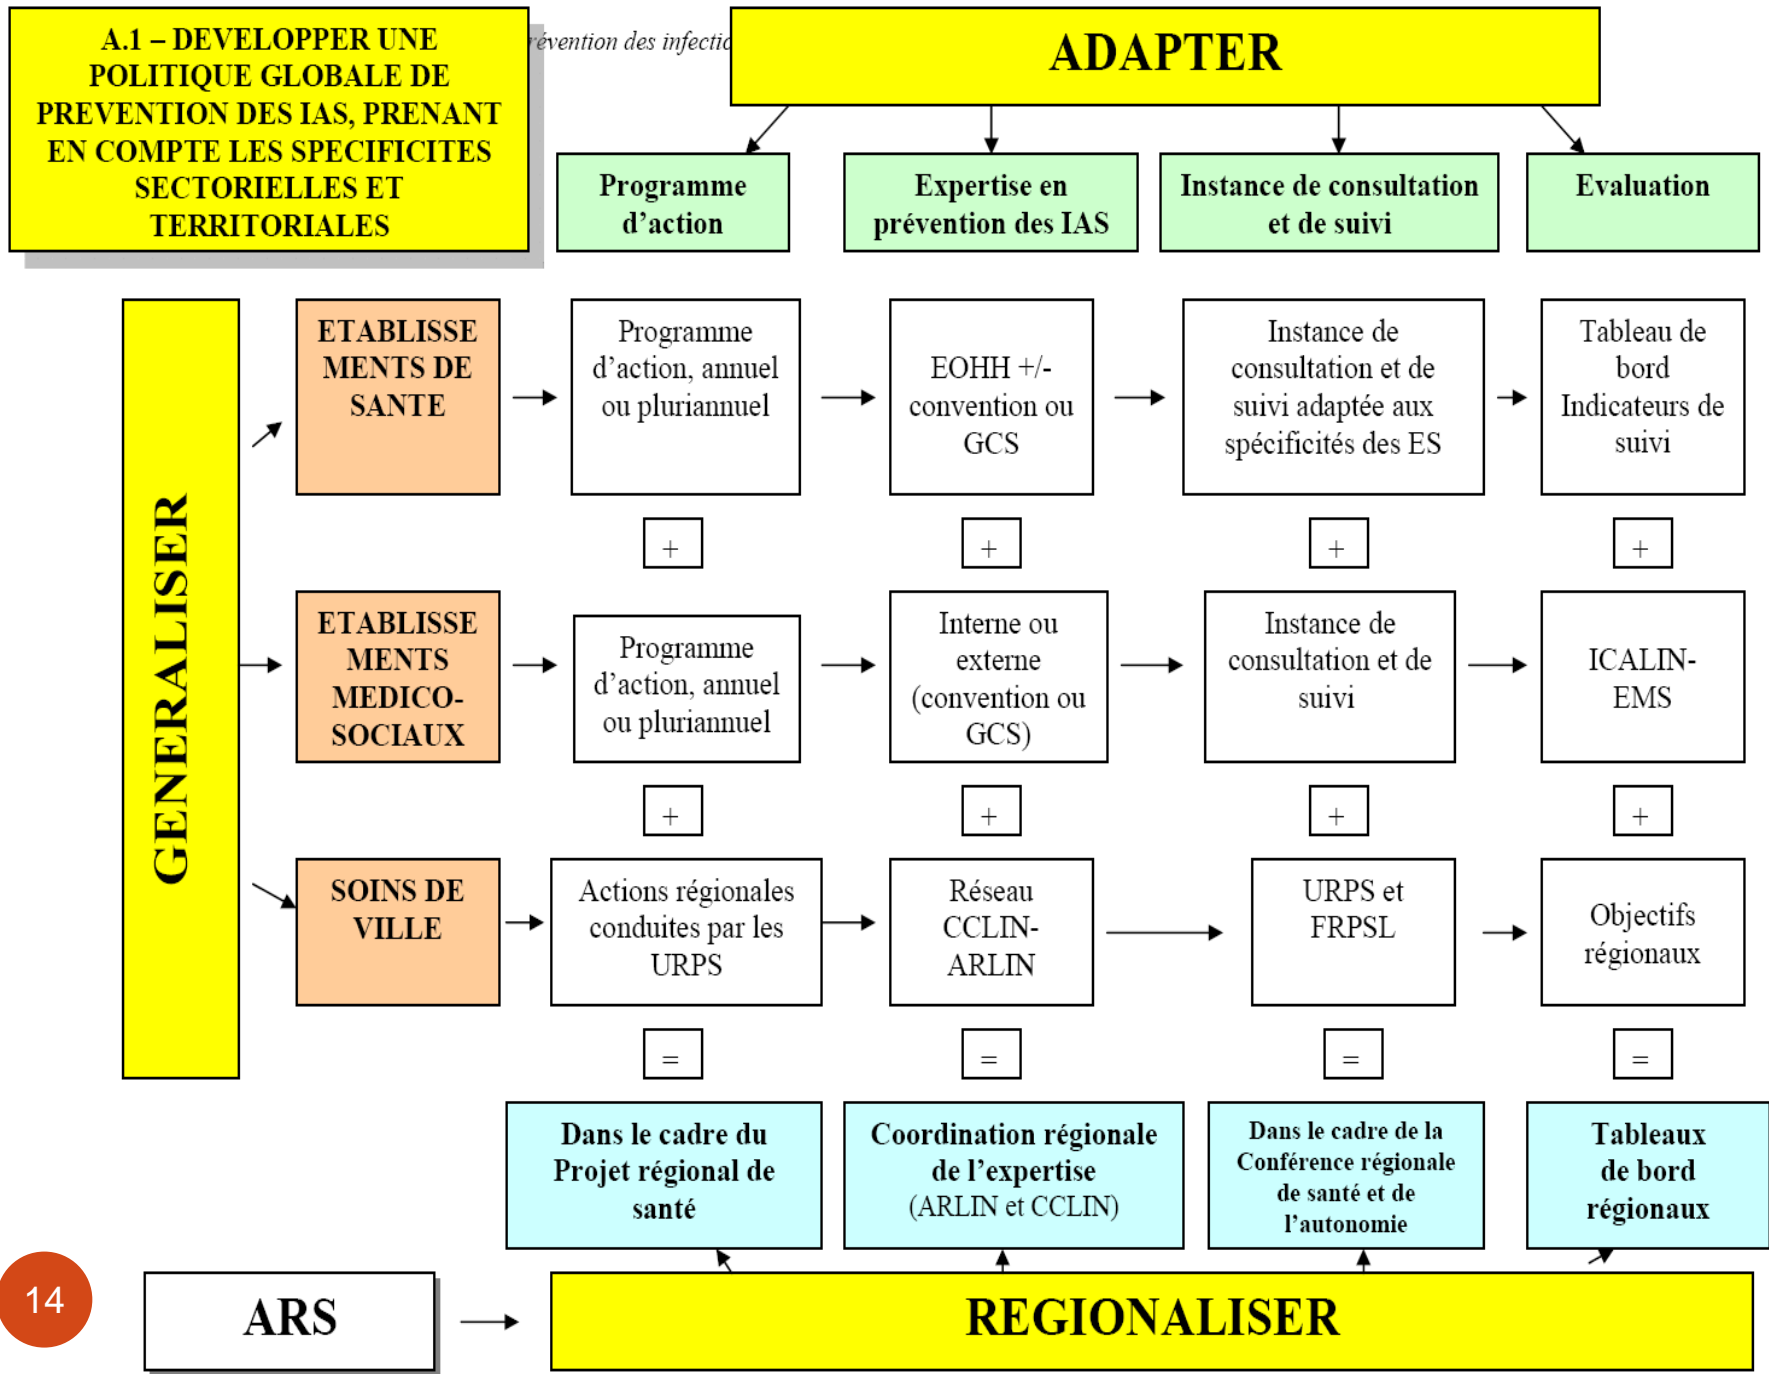 A.1 – DEVELOPPER UNE
POLITIQUE GLOBALE DE
PREVENTION DES IAS, PRENANT
EN COMPTE LES SPECIFICITES
SECTORIELLES ET
TERRITORIALES
révention des infectio
ADAPTER
Programme
d’action
Expertise en
prévention des IAS
Instance de consultation
et de suivi
Evaluation
GENERALISER
ETABLISSE
MENTS DE
SANTE
Programme
d’action, annuel
ou pluriannuel
EOHH +/-
convention ou
GCS
Instance de
consultation et de
suivi adaptée aux
spécificités des ES
Tableau de
bord
Indicateurs de
suivi
+
+
+
+
ETABLISSE
MENTS
MEDICO-
SOCIAUX
Programme
d’action, annuel
ou pluriannuel
Interne ou
externe
(convention ou
GCS)
Instance de
consultation et de
suivi
ICALIN-
EMS
+
+
+
+
SOINS DE
VILLE
Actions régionales
conduites par les
URPS
Réseau
CCLIN-
ARLIN
URPS et
FRPSL
Objectifs
régionaux
=
=
=
=
Dans le cadre du
Projet régional de
santé
Coordination régionale
de l’expertise
(ARLIN et CCLIN)
Dans le cadre de la
Conférence régionale
de santé et de
l’autonomie
Tableaux
de bord
régionaux
14
ARS
REGIONALISER